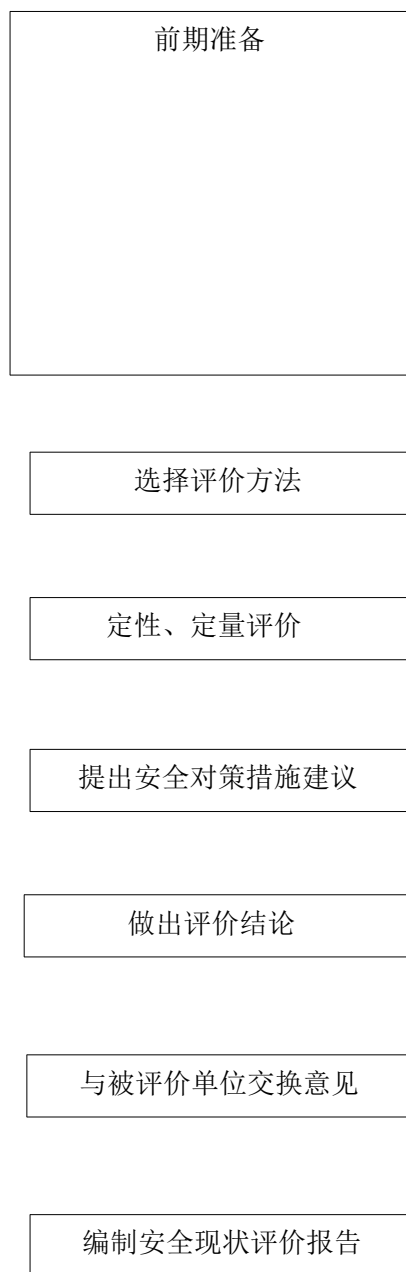 前期准备
选择评价方法
定性、定量评价
提出安全对策措施建议
做出评价结论
与被评价单位交换意见
编制安全现状评价报告